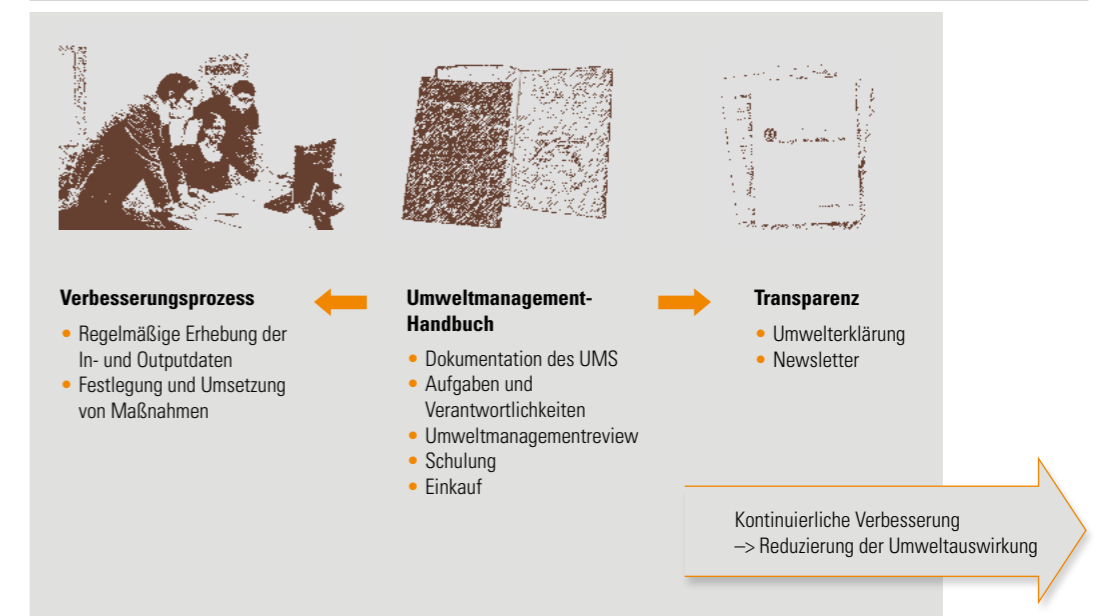 Verbesserungsprozess
• Regelmäßige Erhebung der
In- und Outputdaten
• Festlegung und Umsetzung
von Maßnahmen
Umweltmanagement-
Handbuch
• Dokumentation des UMS
• Aufgaben und
Verantwortlichkeiten
• Umweltmanagementreview
• Schulung
• Einkauf
Transparenz
• Umwelterklärung
• Newsletter
Kontinuierliche Verbesserung
–> Reduzierung der Umweltauswirkung